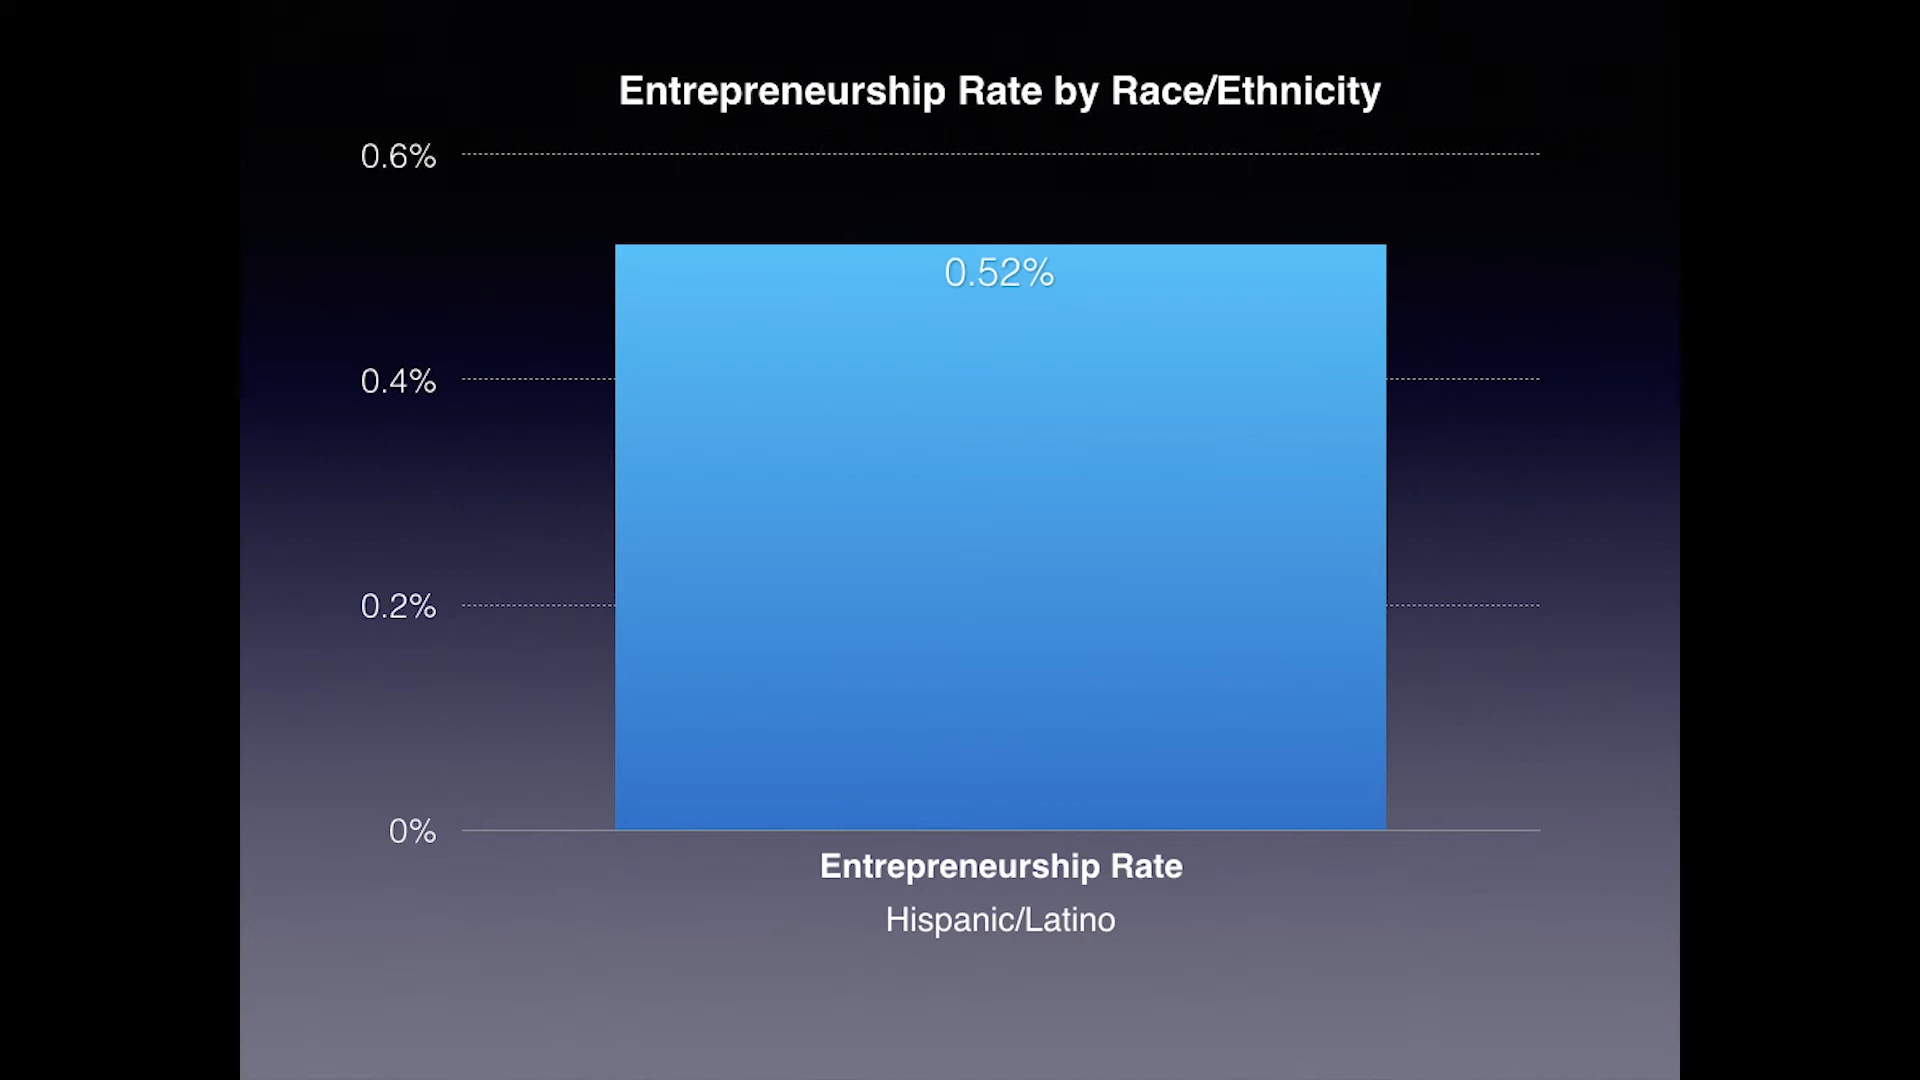 Entrepreneurship Rate by Race/Ethnicity
0.6%
0.52%
0.4%
0.2%
0%
Entrepreneurship Rate
Hispanic/Latino